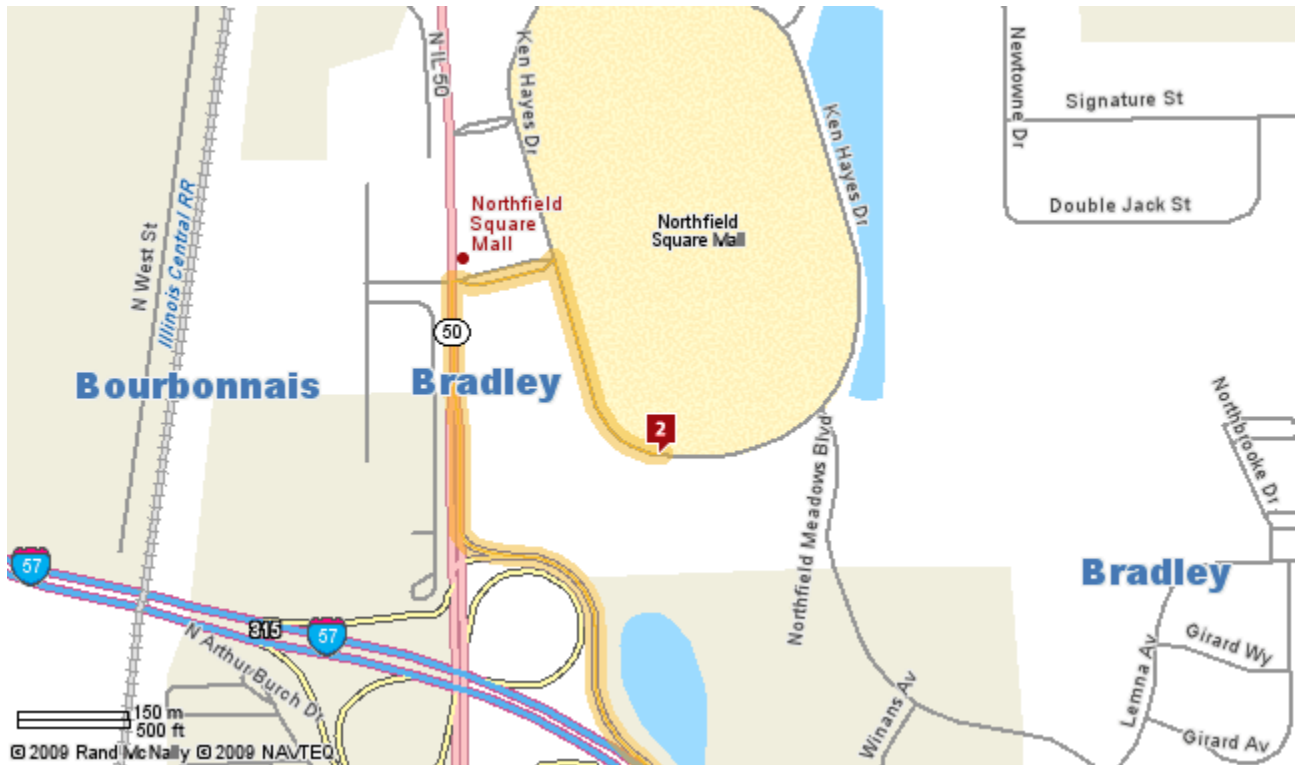 N IL 50
Ken Hayes Dr
Ken Hayes Dr
Newtowne Dr
Signature St
Double Jack St
N West St
Illinois Central RR
Northfield
Square
Mall
Northfield
Square Mall
50
Bourbonnais
Bradley
2
Northfield Meadows Blvd
Northbrooke Dr
57
315
57
N Arthur Burch Dr
Bradley
Girard Wy
Lemna Av
Winans Av
Girard Av
150 m
500 ft
© 2009 Rand McNally © 2009 NAVTEQ